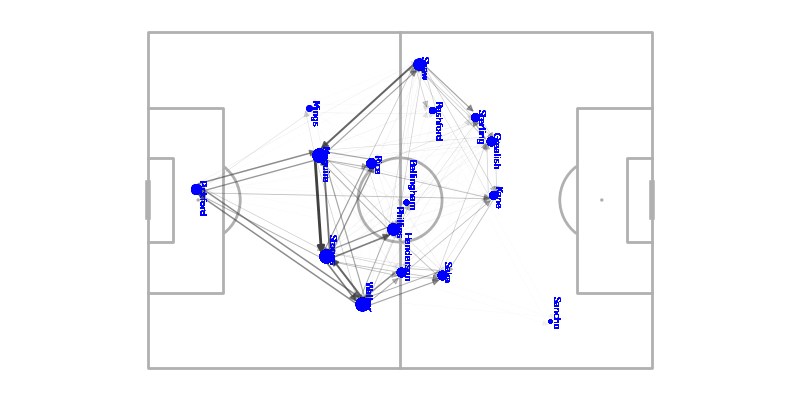 Shaw
Mings
Rashford
Sterling
Grealish
Maguire
Rice
Bellingham
Pickford
Kane
Phillips
Henderson
Stones
Saka
Walker
Sancho